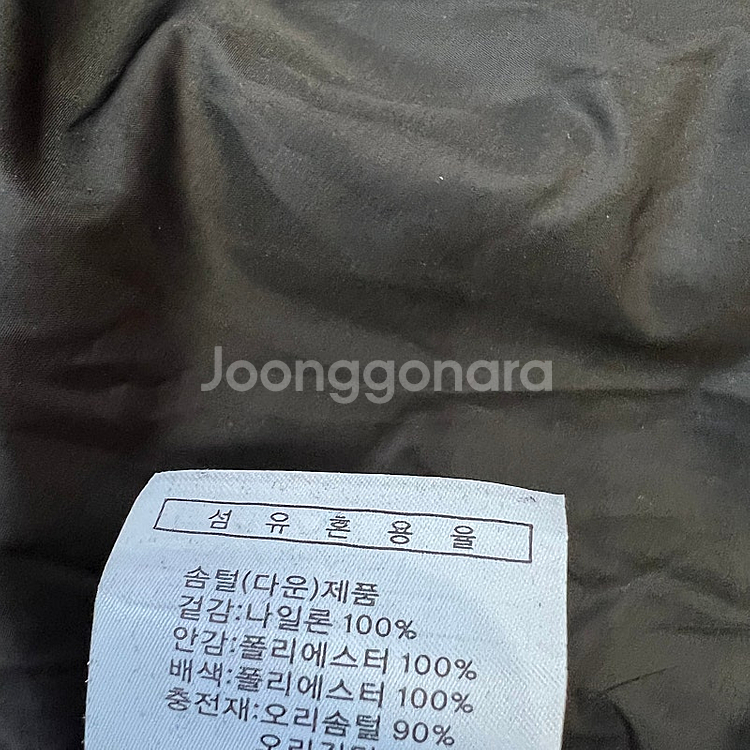 Joonggonara
섬 유 혼 용 율
솜털(다운)제품
겉감:나일론 100%
안감:폴리에스터 100%
배색:폴리에스터 100%
충전재:오리솜털 90%